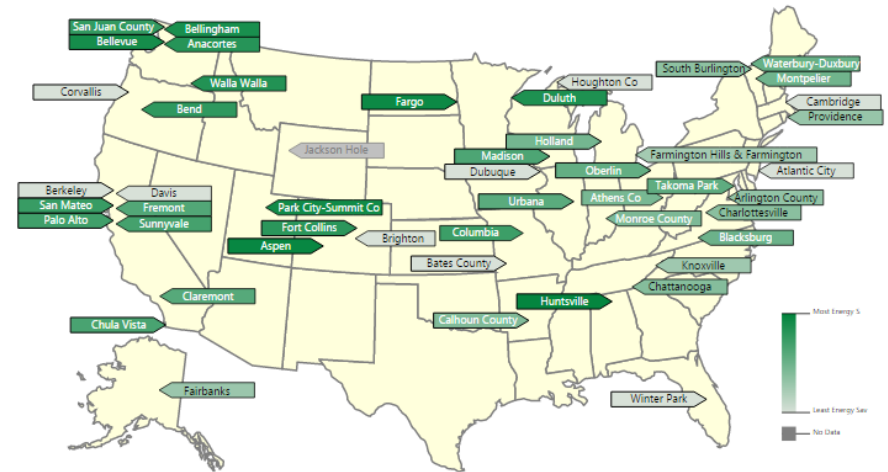 San Juan County
Bellingham
Bellevue
Anacortes
Walla Walla
Corvallis
Bend
Fargo
Houghton Co
Duluth
South Burlington
Waterbury-Duxbury
Montpelier
Cambridge
Providence
Jackson Hole
Holland
Madison
Dubuque
Farmington Hills & Farmington
Oberlin
Atlantic City
Berkeley
Davis
San Mateo
Fremont
Palo Alto
Sunnyvale
Park City-Summit Co
Fort Collins
Aspen
Brighton
Urbana
Athens Co
Takoma Park
Arlington County
Monroe County
Charlottesville
Columbia
Blacksburg
Bates County
Knoxville
Chattanooga
Claremont
Huntsville
Chula Vista
Calhoun County
Fairbanks
Winter Park
Most Energy S
Least Energy Sav
No Data